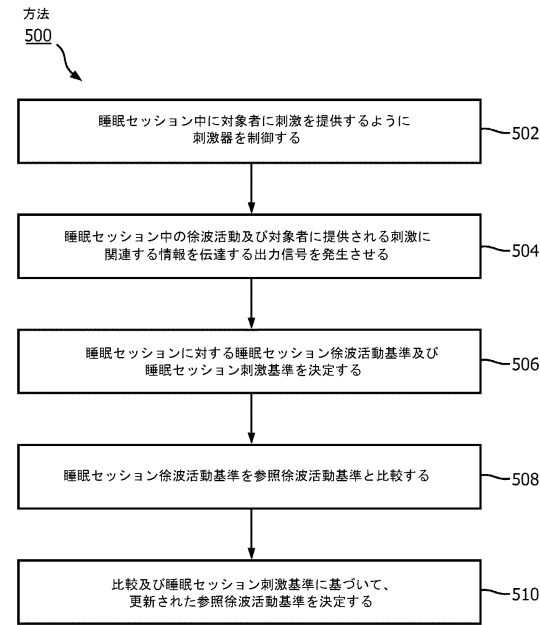 方法
500
睡眠セッション中に対象者に刺激を提供するように
刺激器を制御する
502
睡眠セッション中の徐波活動及び対象者に提供される刺激に
関連する情報を伝達する出力信号を発生させる
504
睡眠セッションに対する睡眠セッション徐波活動基準及び
睡眠セッション刺激基準を決定する
506
睡眠セッション徐波活動基準を参照徐波活動基準と比較する
508
比較及び睡眠セッション刺激基準に基づいて、
更新された参照徐波活動基準を決定する
510